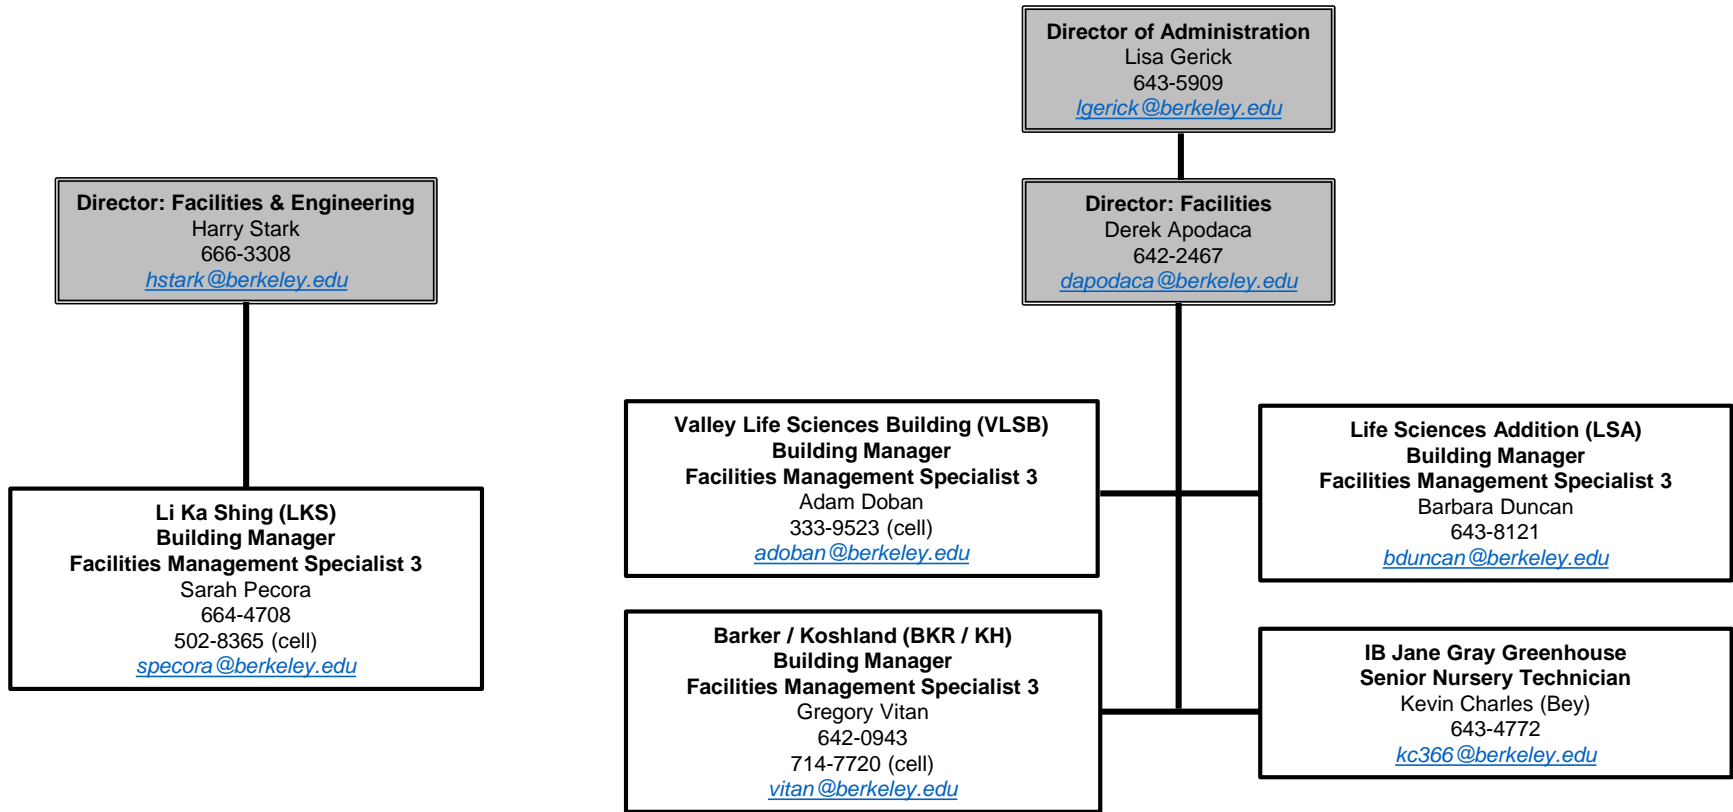 Director of Administration
Lisa Gerick
643-5909
lgerick@berkeley.edu
Director: Facilities & Engineering
Harry Stark
666-3308
hstark@berkeley.edu
Director: Facilities
Derek Apodaca
642-2467
dapodaca@berkeley.edu
Li Ka Shing (LKS)
Building Manager
Facilities Management Specialist 3
Sarah Pecora
664-4708
502-8365 (cell)
specora@berkeley.edu
Valley Life Sciences Building (VLSB)
Building Manager
Facilities Management Specialist 3
Adam Doban
333-9523 (cell)
adoban@berkeley.edu
Life Sciences Addition (LSA)
Building Manager
Facilities Management Specialist 3
Barbara Duncan
643-8121
bduncan@berkeley.edu
Barker / Koshland (BKR / KH)
Building Manager
Facilities Management Specialist 3
Gregory Vitan
642-0943
714-7720 (cell)
vitan@berkeley.edu
IB Jane Gray Greenhouse
Senior Nursery Technician
Kevin Charles (Bey)
643-4772
kc366@berkeley.edu